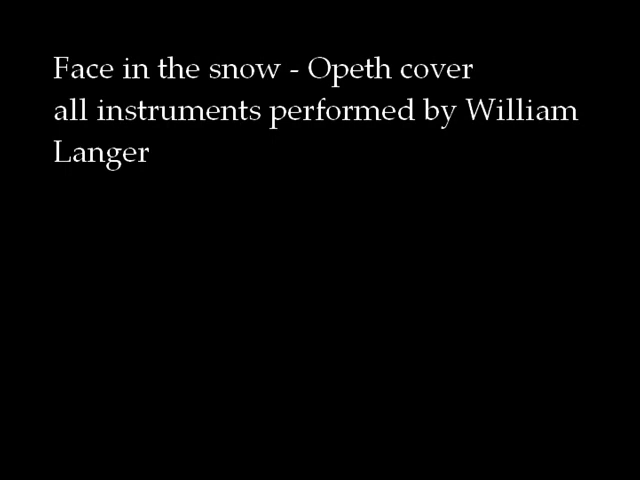 Face in the snow - Opeth cover
all instruments performed by William
Langer